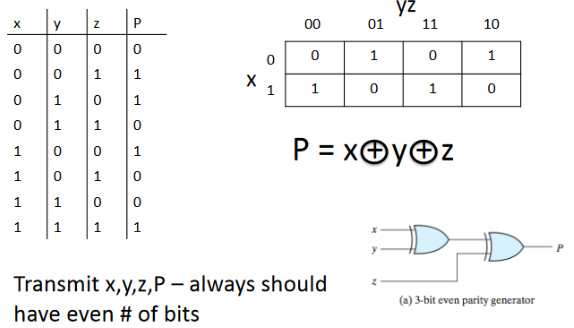 x y z P
0 0 0 0
0 0 1 1
0 1 0 1
0 1 1 0
1 0 0 1
1 0 1 0
1 1 0 0
1 1 1 1
yz
00 01 11 10
0 0 1 0 1
x
1 1 0 1 0
P = x⊕y⊕z
x
y
z
P
(a) 3-bit even parity generator
Transmit x,y,z,P – always should
have even # of bits